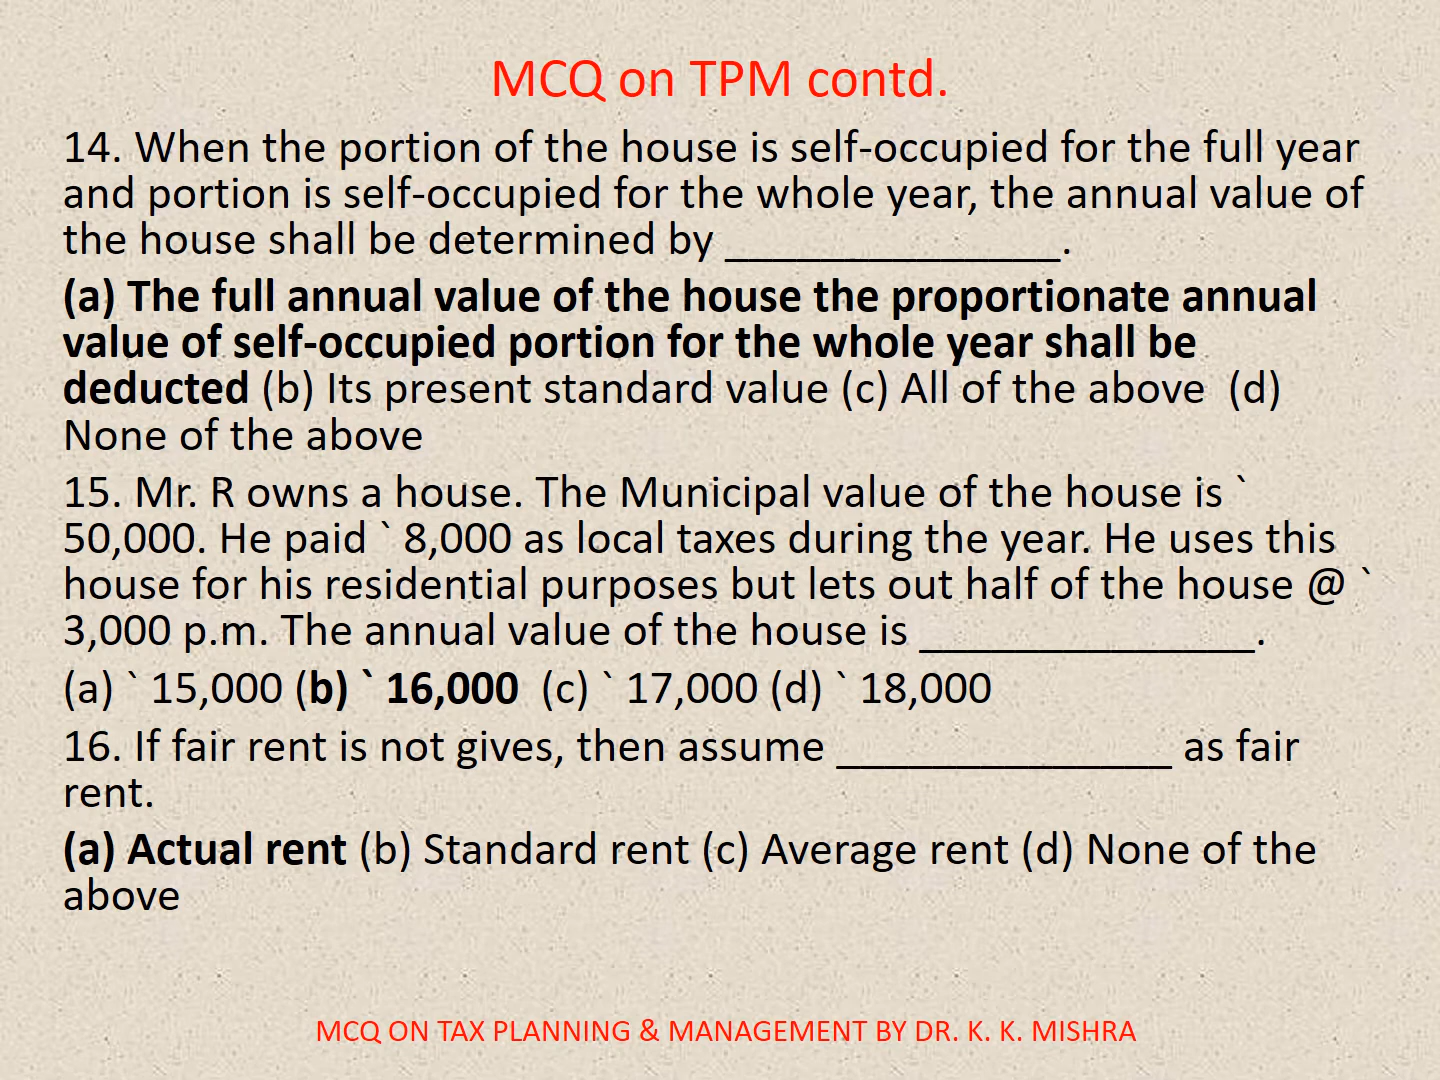 MCQ on TPM contd.
14. When the portion of the house is self-occupied for the full year
and portion is self-occupied for the whole year, the annual value of
the house shall be determined by ______________.
(a) The full annual value of the house the proportionate annual
value of self-occupied portion for the whole year shall be
deducted (b) Its present standard value (c) All of the above  (d)
None of the above
15. Mr. R owns a house. The Municipal value of the house is `
50,000. He paid ` 8,000 as local taxes during the year. He uses this
house for his residential purposes but lets out half of the house @ `
3,000 p.m. The annual value of the house is ______________.
(a) ` 15,000 (b) ` 16,000  (c) ` 17,000 (d) ` 18,000
16. If fair rent is not gives, then assume ______________ as fair
rent.
(a) Actual rent (b) Standard rent (c) Average rent (d) None of the
above
MCQ ON TAX PLANNING & MANAGEMENT BY DR. K. K. MISHRA